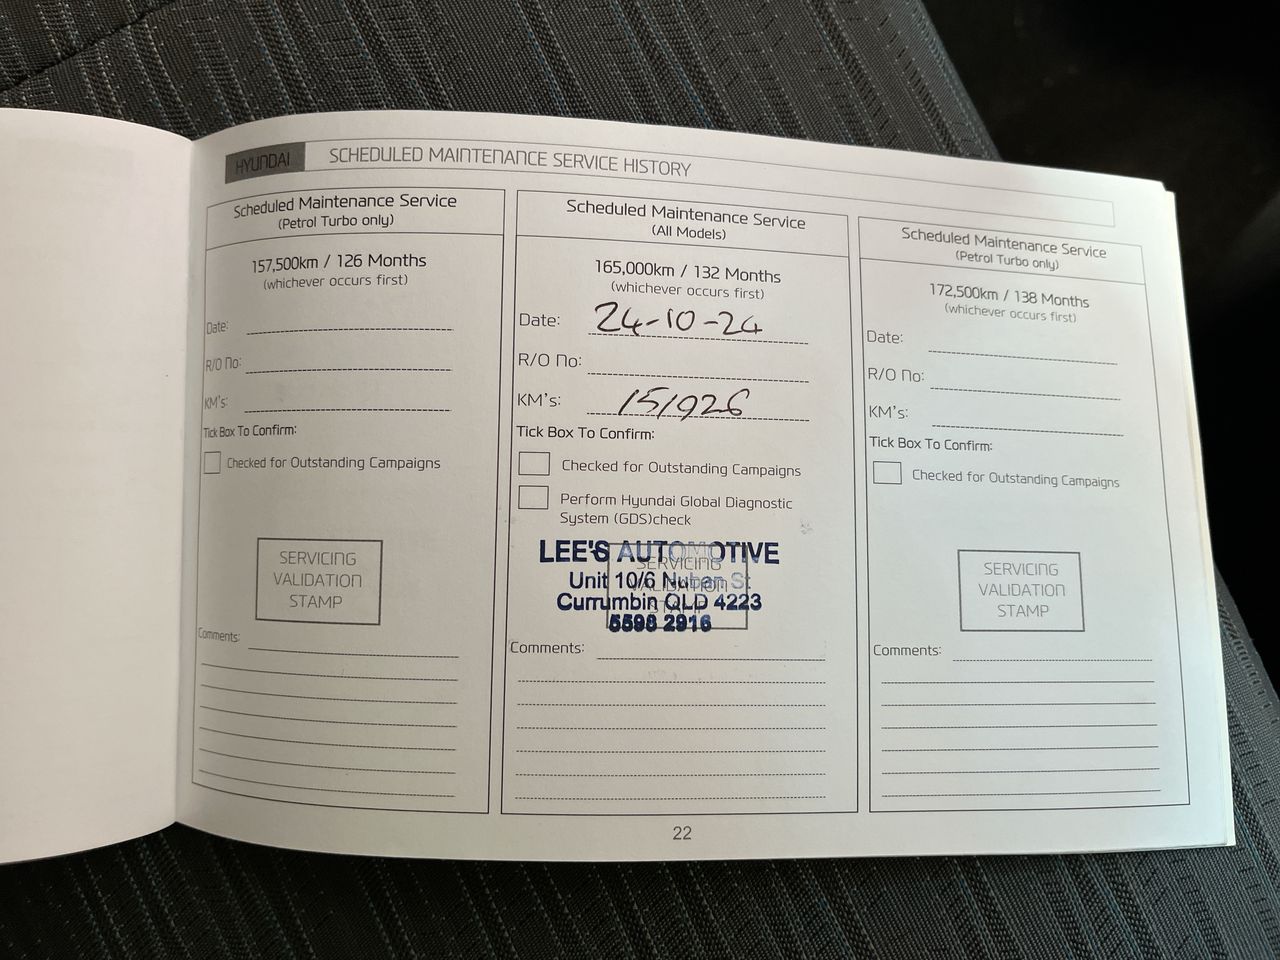 HYUNDAI SCHEDULED MAINTENANCE SERVICE HISTORY
Scheduled Maintenance Service
(Petrol Turbo only)
157,500km / 126 Months
(whichever occurs first)
Date:
R/O No:
KM's:
Tick Box To Confirm:
Checked for Outstanding Campaigns
SERVICING
VALIDATION
STAMP
Comments:
Scheduled Maintenance Service
(All Models)
165,000km / 132 Months
(whichever occurs first)
Date: 24-10-24
R/O No:
KM's: 151926
Tick Box To Confirm:
Checked for Outstanding Campaigns
Perform Hyundai Global Diagnostic
System (GDS)check
SERVICING
VALIDATION
STAMP
LEE'S AUTOMOTIVE
Unit 10/6 St
Currumbin QLD 4223
5598 2916
Comments:
Scheduled Maintenance Service
(Petrol Turbo only)
172,500km / 138 Months
(whichever occurs first)
Date:
R/O No:
KM's:
Tick Box To Confirm:
Checked for Outstanding Campaigns
SERVICING
VALIDATION
STAMP
Comments:
22